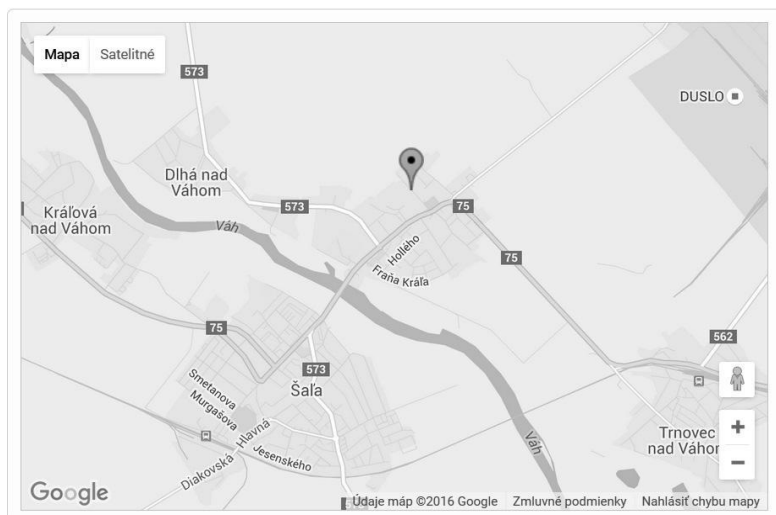 Mapa Satelitné
573
DUSLO
Dlhá nad
Váhom
573
75
Kráľová
nad Váhom
Váh
Hollého
Fraňa Kráľa
75
75
562
573
Šaľa
Smetanova
Murgašova
Hlavná
Diakovská
Jesenského
Váh
Trnovec
nad Váhom
+
−
Google
Údaje máp ©2016 Google Zmluvné podmienky Nahlásiť chybu mapy